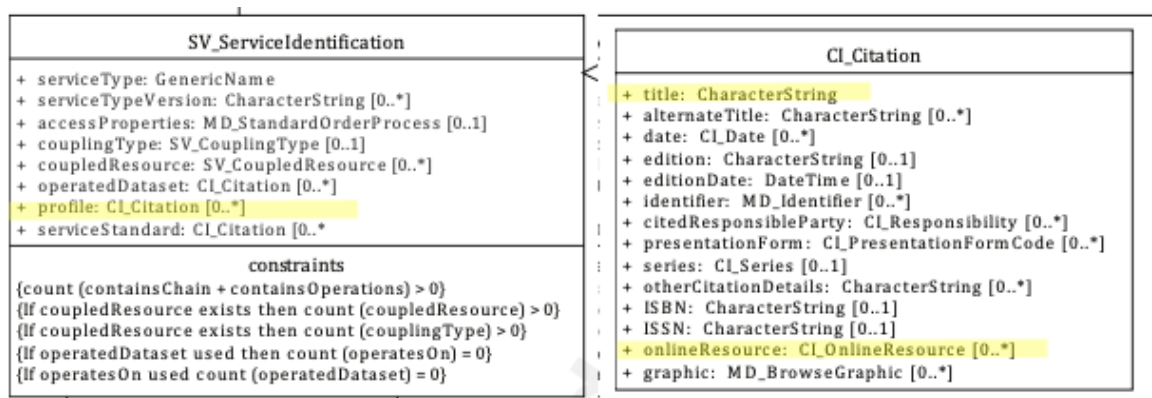 SV_ServiceIdentification
+ serviceType: GenericName
+ serviceTypeVersion: CharacterString [0..*]
+ accessProperties: MD_StandardOrderProcess [0..1]
+ couplingType: SV_CouplingType [0..1]
+ coupledResource: SV_CoupledResource [0..*]
+ operatedDataset: CI_Citation [0..*]
+ profile: CI_Citation [0..*]
+ serviceStandard: CI_Citation [0..*
constraints
{count (containsChain + containsOperations) > 0}
{If coupledResource exists then count (coupledResource) > 0}
{If coupledResource exists then count (couplingType) > 0}
{If operatedDataset used then count (operatesOn) = 0}
{If operatesOn used count (operatedDataset) = 0}
CI_Citation
+ title: CharacterString
+ alternateTitle: CharacterString [0..*]
+ date: CI_Date [0..*]
+ edition: CharacterString [0..1]
+ editionDate: DateTime [0..1]
+ identifier: MD_Identifier [0..*]
+ citedResponsibleParty: CI_Responsibility [0..*]
+ presentationForm: CI_PresentationFormCode [0..*]
+ series: CI_Series [0..1]
+ otherCitationDetails: CharacterString [0..*]
+ ISBN: CharacterString [0..1]
+ ISSN: CharacterString [0..1]
+ onlineResource: CI_OnlineResource [0..*]
+ graphic: MD_BrowseGraphic [0..*]